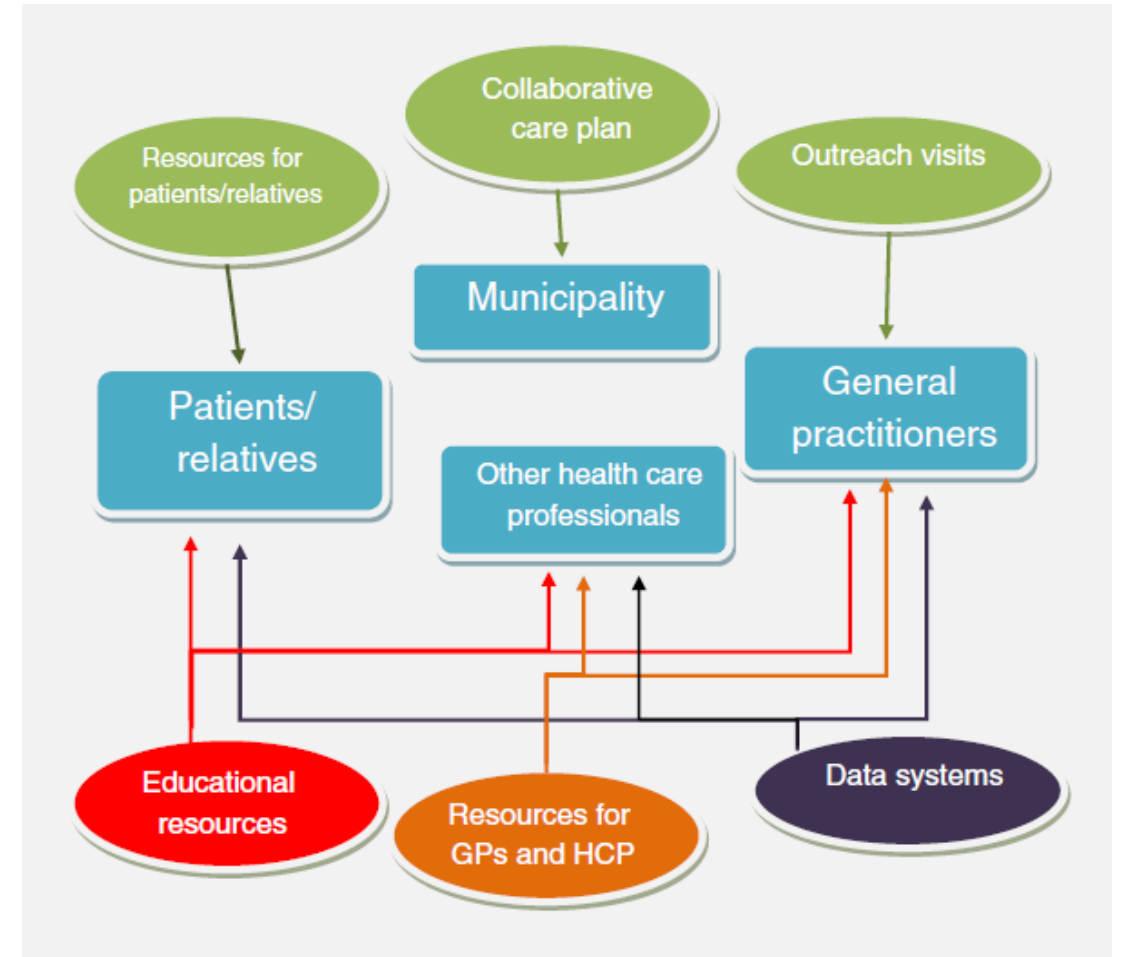 Collaborative
care plan
Resources for
patients/relatives
Outreach visits
Municipality
Patients/
relatives
General
practitioners
Other health care
professionals
Educational
resources
Resources for
GPs and HCP
Data systems